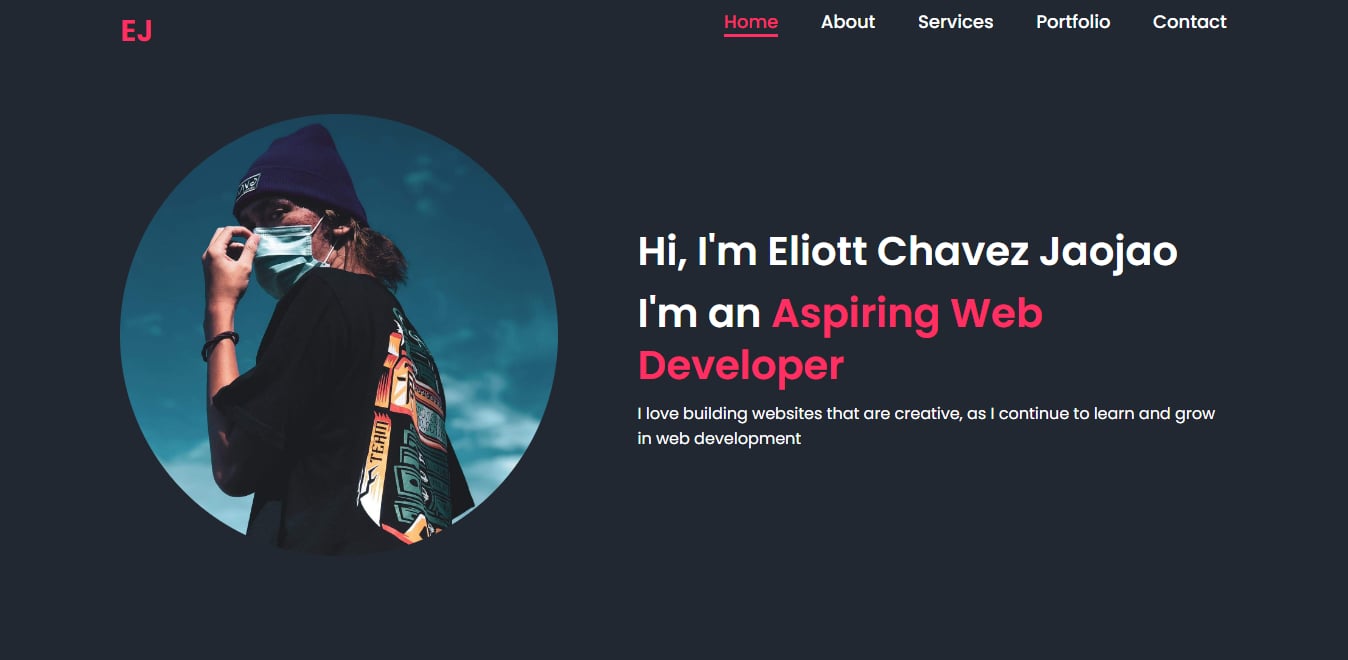 EJ
Home About Services Portfolio Contact
Hi, I'm Eliott Chavez Jaojao
I'm an Aspiring Web
Developer
I love building websites that are creative, as I continue to learn and grow
in web development
TEAM